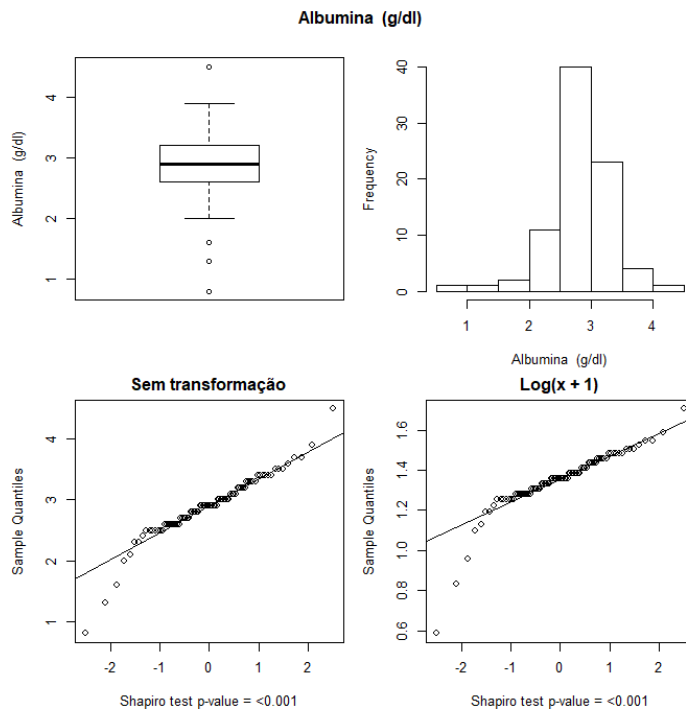 Albumina (g/dl)
Albumina (g/dl)
4
3
2
1
Frequency
40
30
20
10
0
1 2 3 4
Albumina (g/dl)
Sem transformação
Sample Quantiles
4
3
2
1
-2 -1 0 1 2
Shapiro test p-value = <0.001
Log(x + 1)
Sample Quantiles
1.6
1.4
1.2
1.0
0.8
0.6
-2 -1 0 1 2
Shapiro test p-value = <0.001